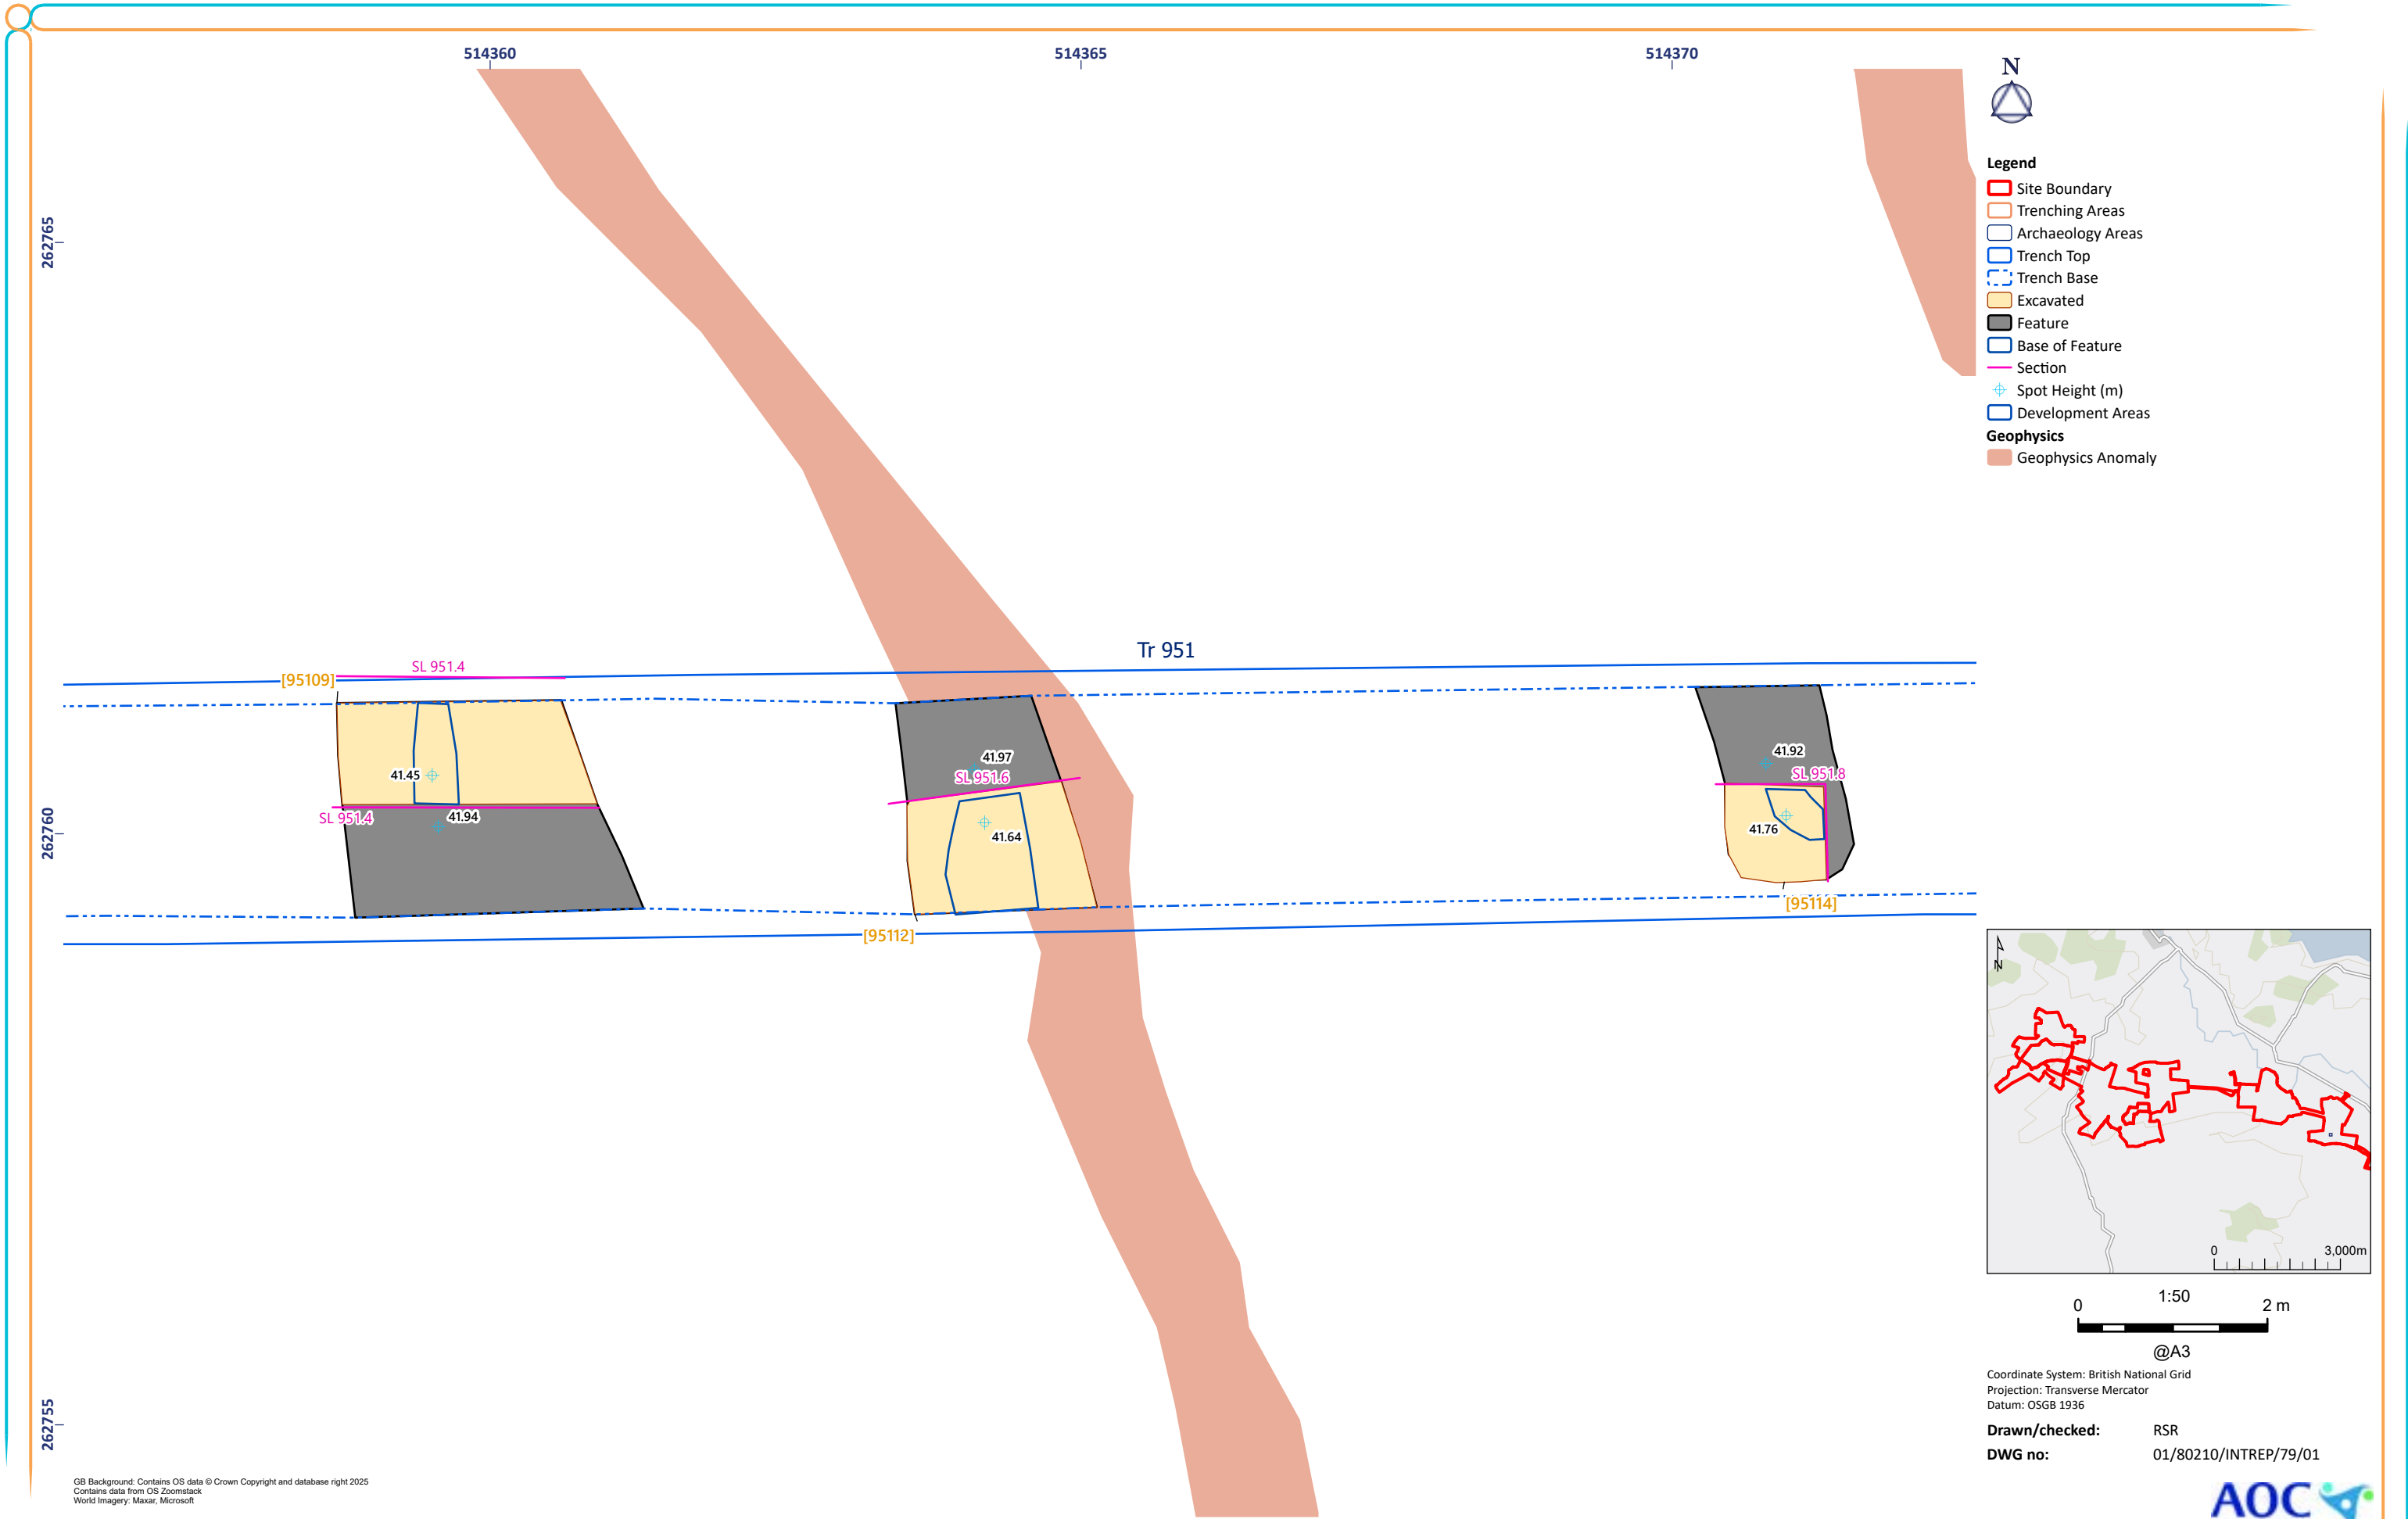 514360
514365
514370
N
Legend
Site Boundary
Trenching Areas
Archaeology Areas
Trench Top
Trench Base
Excavated
Feature
Base of Feature
Section
Spot Height (m)
Development Areas
Geophysics
Geophysics Anomaly
262765
262760
262755
Tr 951
SL 951.4
[95109]
41.45
SL 951.4
41.94
41.97
SL 951.6
41.64
[95112]
41.92
SL 951.8
41.76
[95114]
N
0 3,000m
1:50
0 2 m
@A3
Coordinate System: British National Grid
Projection: Transverse Mercator
Datum: OSGB 1936
Drawn/checked: RSR
DWG no: 01/80210/INTREP/79/01
GB Background: Contains OS data © Crown Copyright and database right 2025
Contains data from OS Zoomstack
World Imagery: Maxar, Microsoft
AOC